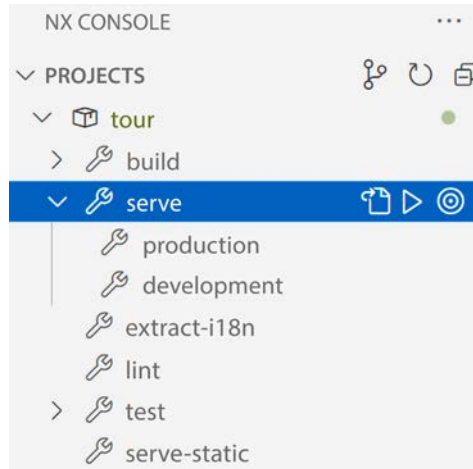 NX CONSOLE
PROJECTS
tour
build
serve
production
development
extract-i18n
lint
test
serve-static